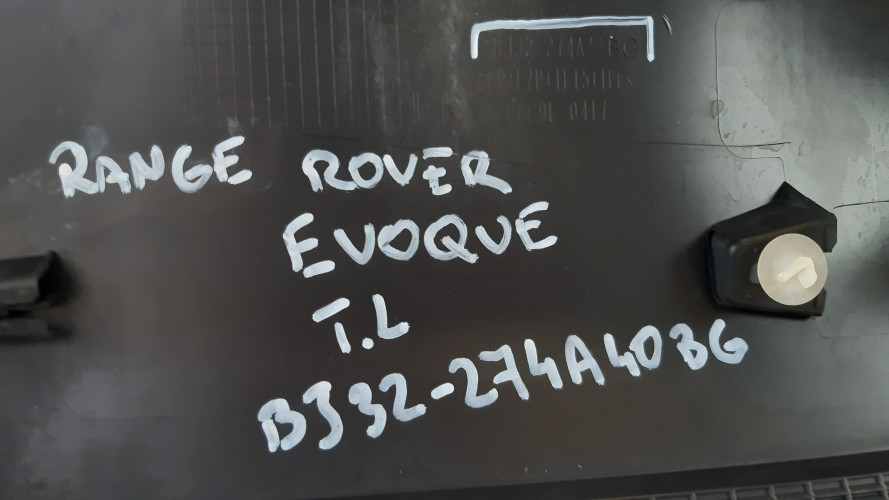 RANGE ROVER
EVOQUE
T.L
BJ32-274A40BG